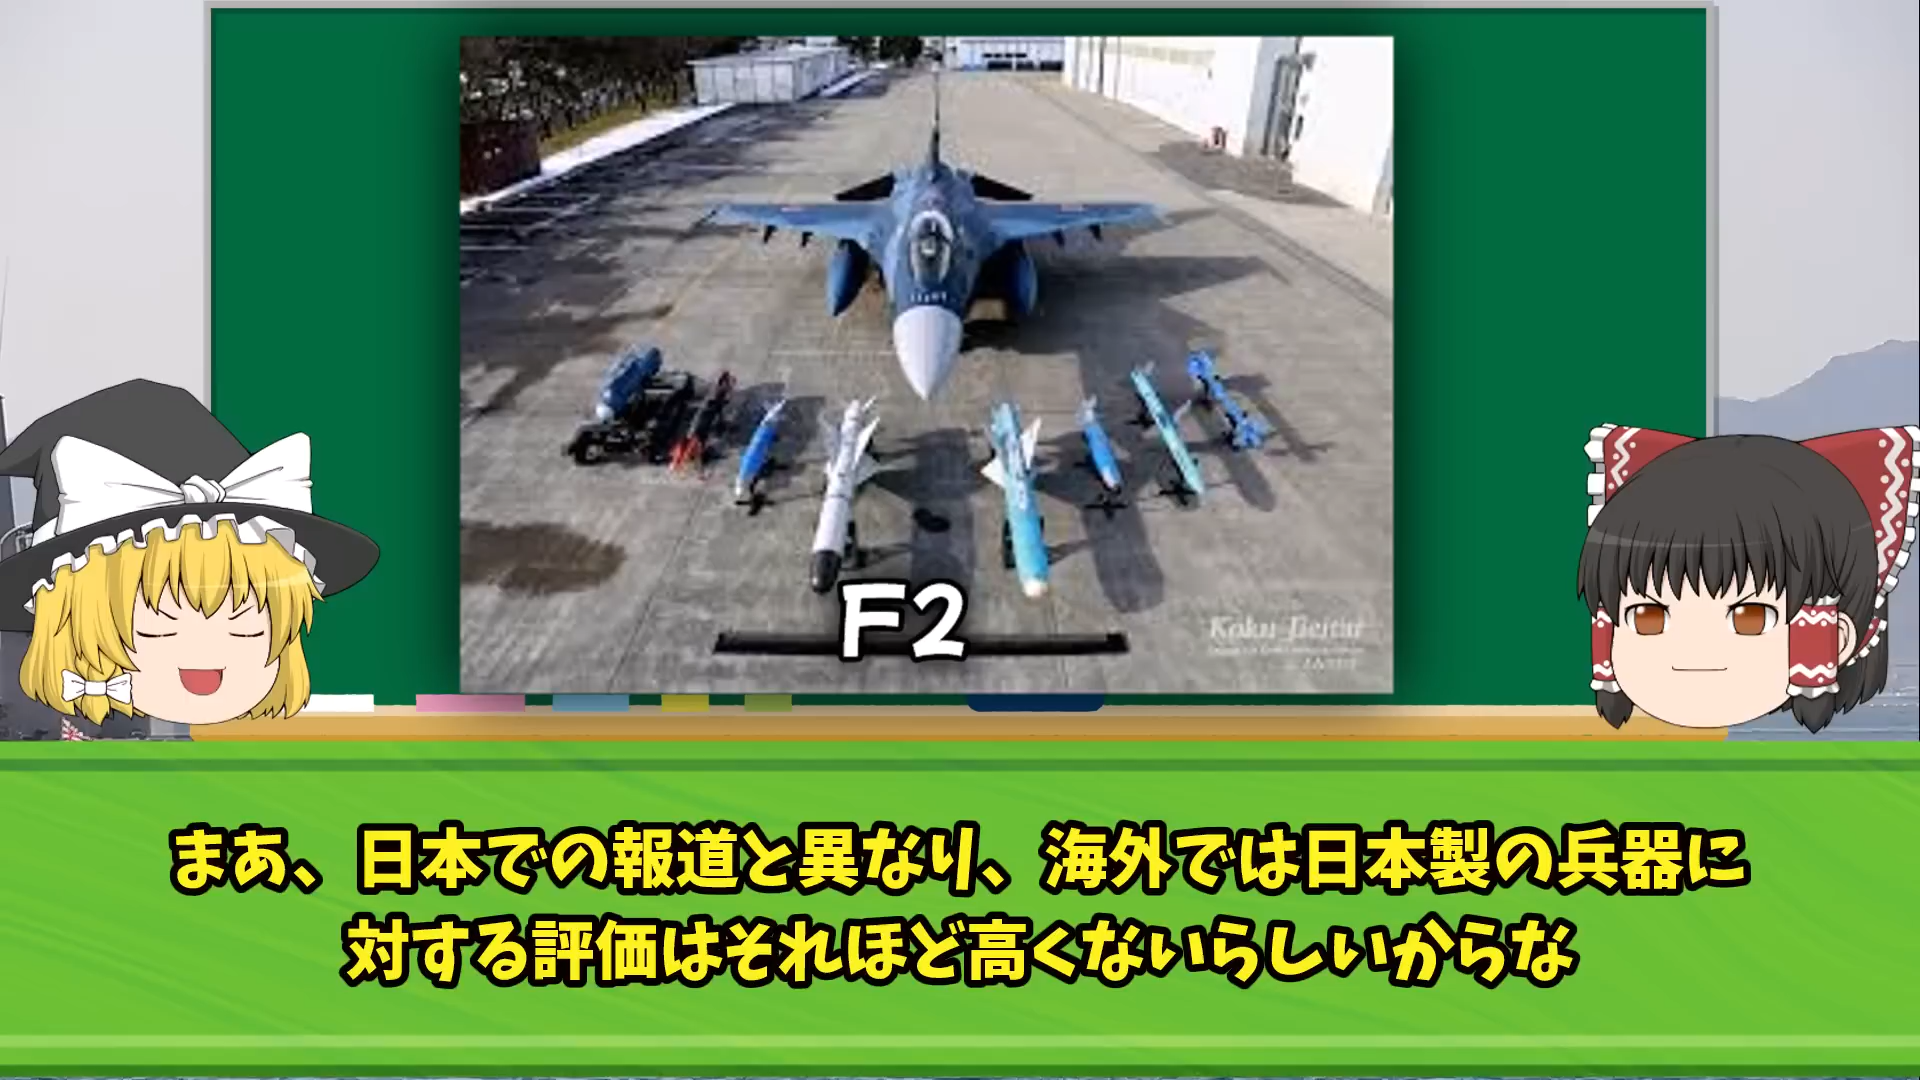 F2
まあ、日本での報道と異なり、海外では日本製の兵器に
対する評価はそれほど高くないらしいからな